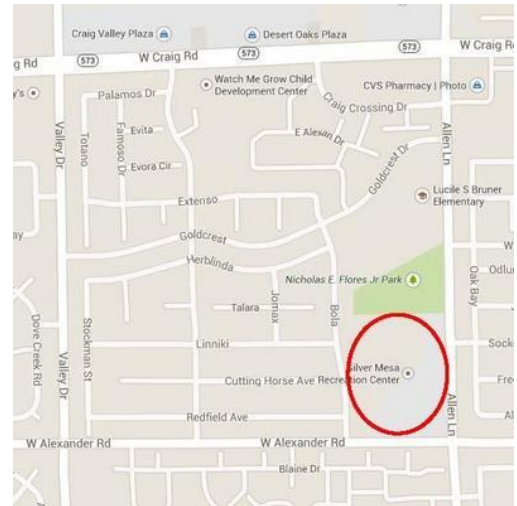 Craig Valley Plaza
Desert Oaks Plaza
g Rd
573
W Craig Rd
573
573
W Craig R
Watch Me Grow Child
Development Center
CVS Pharmacy | Photo
y's
Palamos Dr
Craig Crossing Dr
Valley Dr
Totano
Famoso Dr
Evita
E Alexan Dr
Allen Ln
Evora Cir
Goldcrest Dr
Lucile S Bruner
Elementary
Extenso
ay
Goldcrest
W
Herblinda
Nicholas E. Flores Jr Park
Oak Bay
Odlu
Talara
Jomax
Bola
Dove Creek Rd
Stockman St
Linniki
Sock
Valley Dr
Silver Mesa
Recreation Center
Cutting Horse Ave
Fre
Redfield Ave
Allen Ln
Al
W Alexander Rd
W Alexander Rd
Blaine Dr